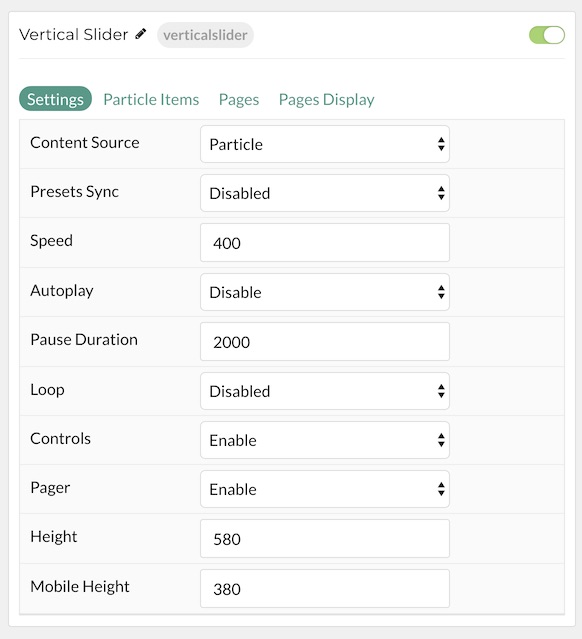 Vertical Slider verticalslider
Settings Particle Items Pages Pages Display
Content Source Particle
Presets Sync Disabled
Speed 400
Autoplay Disable
Pause Duration 2000
Loop Disabled
Controls Enable
Pager Enable
Height 580
Mobile Height 380